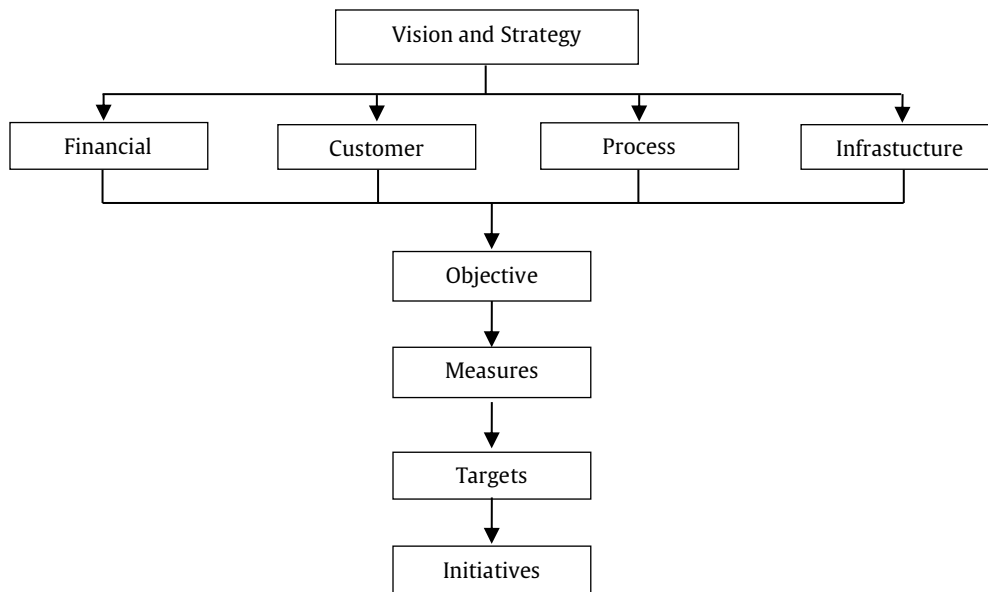 Vision and Strategy
Financial
Customer
Process
Infrastucture
Objective
Measures
Targets
Initiatives